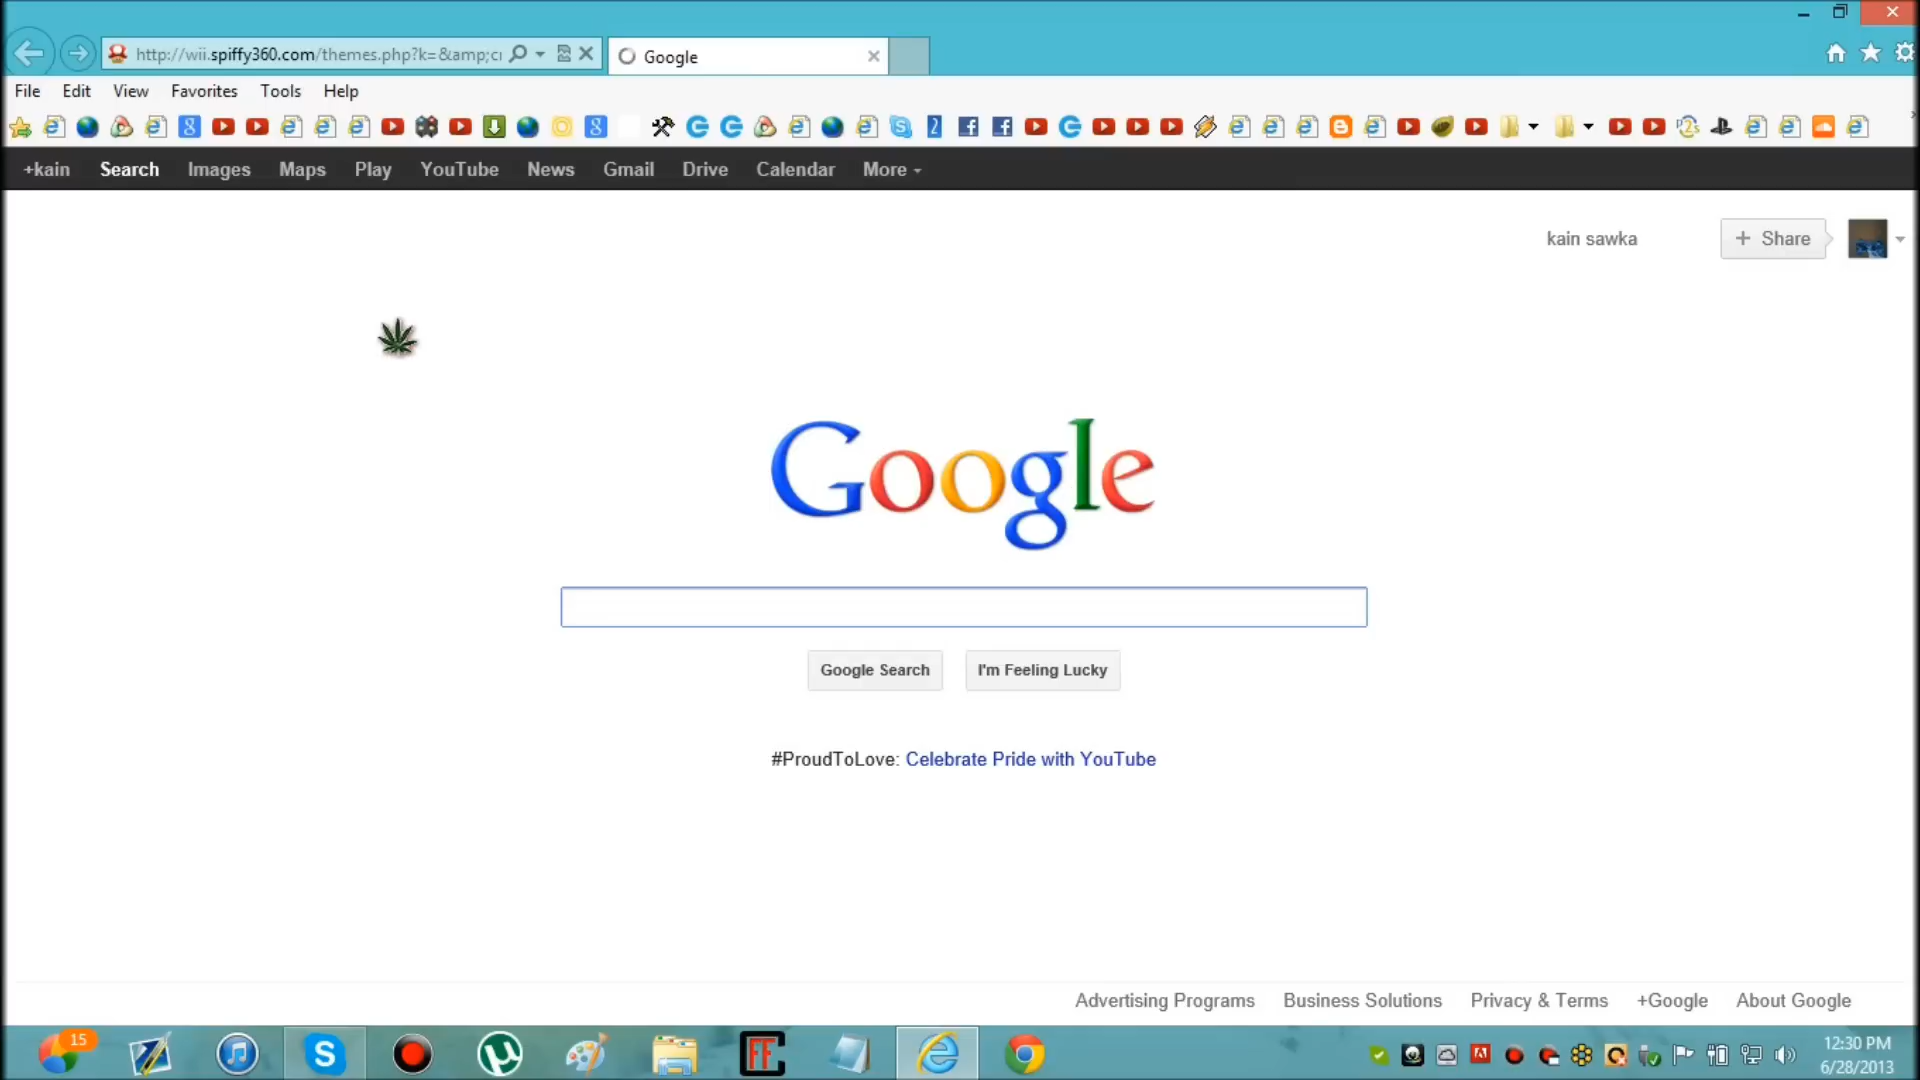 http://wii.spiffy360.com/themes.php?k=&amp;c
Google
File Edit View Favorites Tools Help
+kain Search Images Maps Play YouTube News Gmail Drive Calendar More
kain sawka
+ Share
Google
Google Search
I'm Feeling Lucky
#ProudToLove: Celebrate Pride with YouTube
Advertising Programs Business Solutions Privacy & Terms +Google About Google
15
12:30 PM
6/28/2013